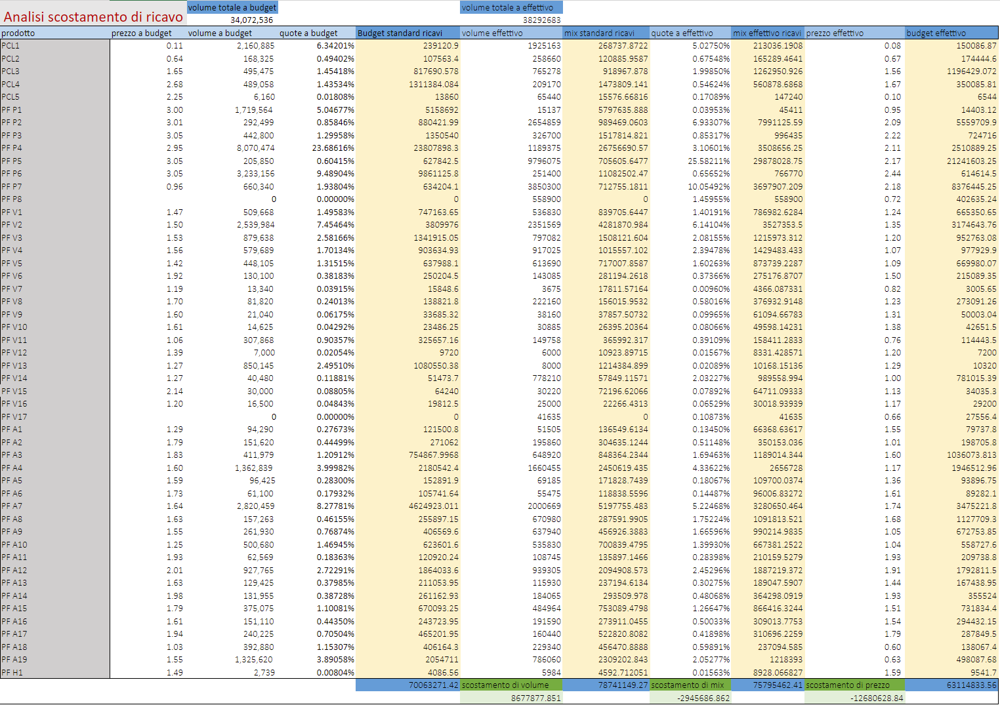 volume totale a budget volume totale a effettivo
Analisi scostamento di ricavo 34,072,536 38292683
prodotto prezzo a budget volume a budget quote a budget Budget standard ricavi volume effettivo mix standard ricavi quote a effettivo mix effettivo ricavi prezzo effettivo budget effettivo
PCL1 0.11 2,160,885 6.34201% 239120.9 1925163 268737.8722 5.02750% 213036.1908 0.08 150086.87
PCL2 0.64 168,325 0.49402% 107563.4 258660 120885.9587 0.67548% 165289.4641 0.67 174444.6
PCL3 1.65 495,475 1.45418% 817690.578 765278 918967.878 1.99850% 1262950.926 1.56 1196429.072
PCL4 2.68 489,058 1.43534% 1311384.084 209170 1473809.141 0.54624% 560878.6868 1.67 350085.81
PCL5 2.25 6,160 0.01808% 13860 65440 15576.66816 0.17089% 147240 0.10 6544
PF P1 3.00 1,719,564 5.04677% 5158692 15137 5797635.888 0.03953% 45411 0.95 14403.12
PF P2 3.01 292,499 0.85846% 880421.99 2654859 989469.0603 6.93307% 7991125.59 2.09 5559709.9
PF P3 3.05 442,800 1.29958% 1350540 326700 1517814.821 0.85317% 996435 2.22 724716
PF P4 2.95 8,070,474 23.68616% 23807898.3 1189375 26756690.57 3.10601% 3508656.25 2.11 2510889.25
PF P5 3.05 205,850 0.60415% 627842.5 9796075 705605.6477 25.58211% 29878028.75 2.17 21241603.25
PF P6 3.05 3,233,156 9.48904% 9861125.8 251400 11082502.47 0.65652% 766770 2.44 614614.5
PF P7 0.96 660,340 1.93804% 634204.1 3850300 712755.1811 10.05492% 3697907.209 2.18 8376445.25
PF P8 0 0.00000% 0 558900 0 1.45955% 558900 0.72 402635.24
PF V1 1.47 509,668 1.49583% 747163.65 536830 839705.6447 1.40191% 786982.6284 1.24 665350.65
PF V2 1.50 2,539,984 7.45464% 3809976 2351569 4281870.984 6.14104% 3527353.5 1.35 3174643.76
PF V3 1.53 879,638 2.58166% 1341915.05 797082 1508121.604 2.08155% 1215973.312 1.20 952763.08
PF V4 1.56 579,689 1.70134% 903634.93 917025 1015557.102 2.39478% 1429483.433 1.07 977929.9
PF V5 1.42 448,105 1.31515% 637988.1 613690 717007.8587 1.60263% 873739.2287 1.09 669980.07
PF V6 1.92 130,100 0.38183% 250204.5 143085 281194.2618 0.37366% 275176.8707 1.50 215089.35
PF V7 1.19 13,340 0.03915% 15848.6 3675 17811.57164 0.00960% 4366.087331 0.82 3005.65
PF V8 1.70 81,820 0.24013% 138821.8 222160 156015.9532 0.58016% 376932.9148 1.23 273091.26
PF V9 1.60 21,040 0.06175% 33685.32 38160 37857.50732 0.09965% 61094.66783 1.31 50003.04
PF V10 1.61 14,625 0.04292% 23486.25 30885 26395.20364 0.08066% 49598.14231 1.38 42651.5
PF V11 1.06 307,868 0.90357% 325657.16 149758 365992.317 0.39109% 158411.2833 0.76 114443.5
PF V12 1.39 7,000 0.02054% 9720 6000 10923.89715 0.01567% 8331.428571 1.20 7200
PF V13 1.27 850,145 2.49510% 1080550.38 8000 1214384.899 0.02089% 10168.15136 1.29 10320
PF V14 1.27 40,480 0.11881% 51473.7 778210 57849.11571 2.03227% 989558.994 1.00 781015.39
PF V15 2.14 30,000 0.08805% 64240 30220 72196.62066 0.07892% 64711.09333 1.13 34035.3
PF V16 1.20 16,500 0.04843% 19812.5 25000 22266.4313 0.06529% 30018.93939 1.17 29200
PF V17 0 0.00000% 0 41635 0 0.10873% 41635 0.66 27556.4
PF A1 1.29 94,290 0.27673% 121500.8 51505 136549.6134 0.13450% 66368.63617 1.55 79737.8
PF A2 1.79 151,620 0.44499% 271062 195860 304635.1244 0.51148% 350153.036 1.01 198705.8
PF A3 1.83 411,979 1.20912% 754867.9968 648920 848364.2344 1.69463% 1189014.344 1.60 1036073.813
PF A4 1.60 1,362,839 3.99982% 2180542.4 1660455 2450619.435 4.33622% 2656728 1.17 1946512.96
PF A5 1.59 96,425 0.28300% 152891.9 69185 171828.7439 0.18067% 109700.0374 1.36 93896.75
PF A6 1.73 61,100 0.17932% 105741.64 55475 118838.5596 0.14487% 96006.83272 1.61 89282.1
PF A7 1.64 2,820,459 8.27781% 4624923.011 2000669 5197755.483 5.22468% 3280650.464 1.74 3475221.8
PF A8 1.63 157,263 0.46155% 255897.15 670980 287591.9905 1.75224% 1091813.521 1.68 1127709.3
PF A9 1.55 261,930 0.76874% 406569.6 637940 456926.3883 1.66596% 990214.9835 1.05 672753.85
PF A10 1.25 500,680 1.46945% 623601.6 535830 700839.4795 1.39930% 667381.2522 1.04 558727.6
PF A11 1.93 62,569 0.18363% 120920.24 108745 135897.1466 0.28398% 210159.5279 1.93 209738.8
PF A12 2.01 927,765 2.72291% 1864033.6 939305 2094908.573 2.45296% 1887219.372 1.91 1792811.5
PF A13 1.63 129,425 0.37985% 211053.95 115930 237194.6134 0.30275% 189047.5907 1.44 167438.95
PF A14 1.98 131,955 0.38728% 261162.93 184065 293509.978 0.48068% 364298.0919 1.93 355524
PF A15 1.79 375,075 1.10081% 670093.25 484964 753089.4798 1.26647% 866416.3244 1.51 731834.4
PF A16 1.61 151,110 0.44350% 243723.95 191590 273911.0455 0.50033% 309013.7753 1.54 294432.15
PF A17 1.94 240,225 0.70504% 465201.95 160440 522820.8082 0.41898% 310696.2259 1.79 287849.5
PF A18 1.03 392,880 1.15307% 406164.3 229340 456470.8888 0.59891% 237094.585 0.60 138067.4
PF A19 1.55 1,325,620 3.89058% 2054711 786060 2309202.843 2.05277% 1218393 0.63 498087.68
PF H1 1.49 2,739 0.00804% 4086.56 5984 4592.712051 0.01563% 8928.066827 1.59 9541.7
70063271.42 scostamento di volume 78741149.27 scostamento di mix 75795462.41 scostamento di prezzo 63114833.56
8677877.851 -2945686.862 -12680628.84